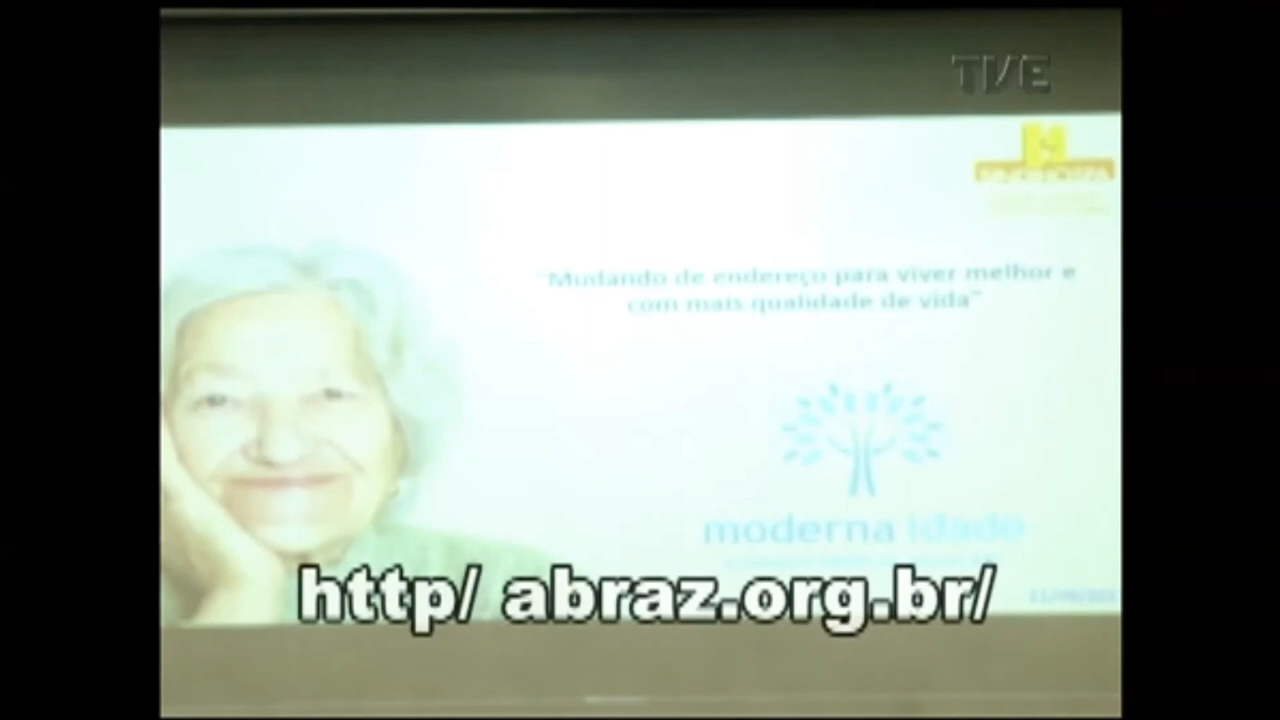 TVE
H
"Mudando de endereço para viver melhor e
com mais qualidade de vida"
moderna idade
http/ abraz.org.br/